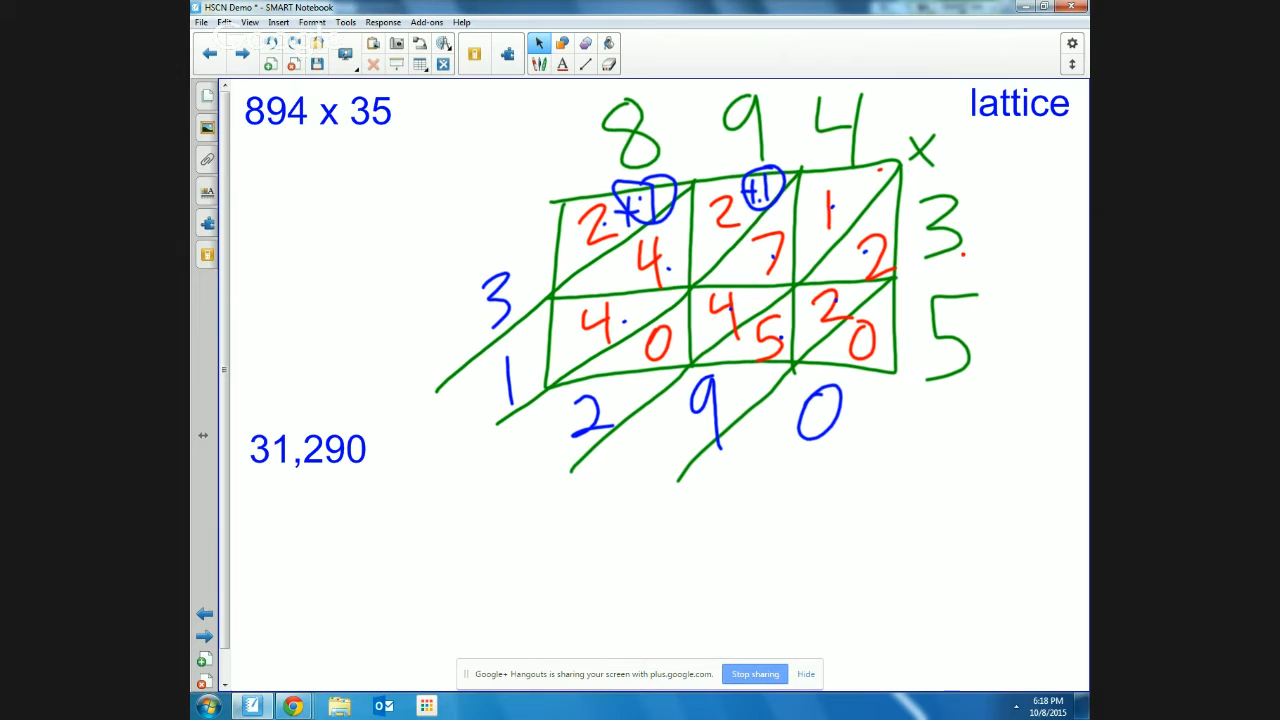 HSCN Demo * - SMART Notebook
File Edit View Insert Format Tools Response Add-ons Help
Google
894 x 35
lattice
8 9 4 x
2 +1 2 +1 1 3
4 7 2
3 4 4 2 5
0 5 0
1 2 9 0
31,290
Google+ Hangouts is sharing your screen with plus.google.com. Stop sharing Hide
6:18 PM
10/8/2015